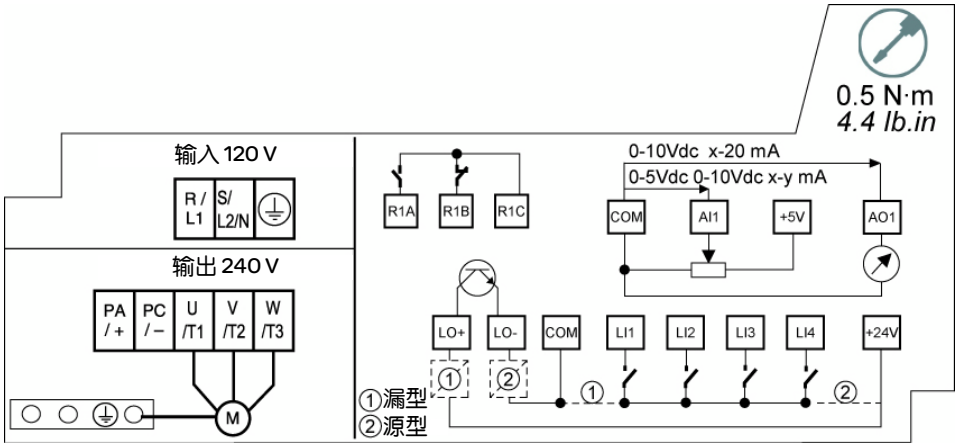 0.5 N·m
4.4 lb.in
输入 120 V
R / L1 S/ L2/N
输出 240 V
PA / + PC / – U /T1 V /T2 W /T3
M
R1A R1B R1C
0-10Vdc x-20 mA
0-5Vdc 0-10Vdc x-y mA
COM AI1 +5V AO1
LO+ LO- COM LI1 LI2 LI3 LI4 +24V
① ② ① ②
①漏型
②源型